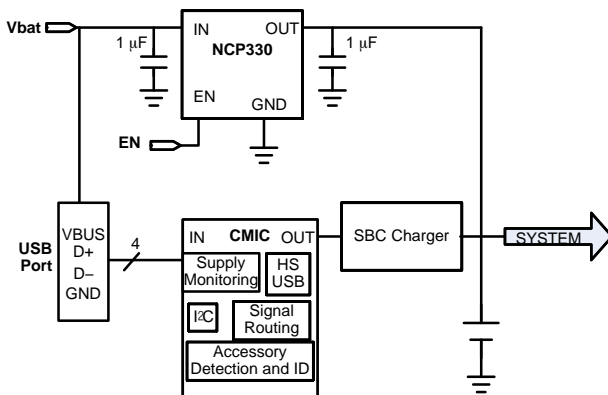 Vbat
IN OUT
1 μF
NCP330
1 μF
EN
GND
EN
USB
Port
VBUS
D+
D−
GND
4
IN CMIC OUT
Supply
Monitoring
HS
USB
I2C
Signal
Routing
Accessory
Detection and ID
SBC Charger
SYSTEM